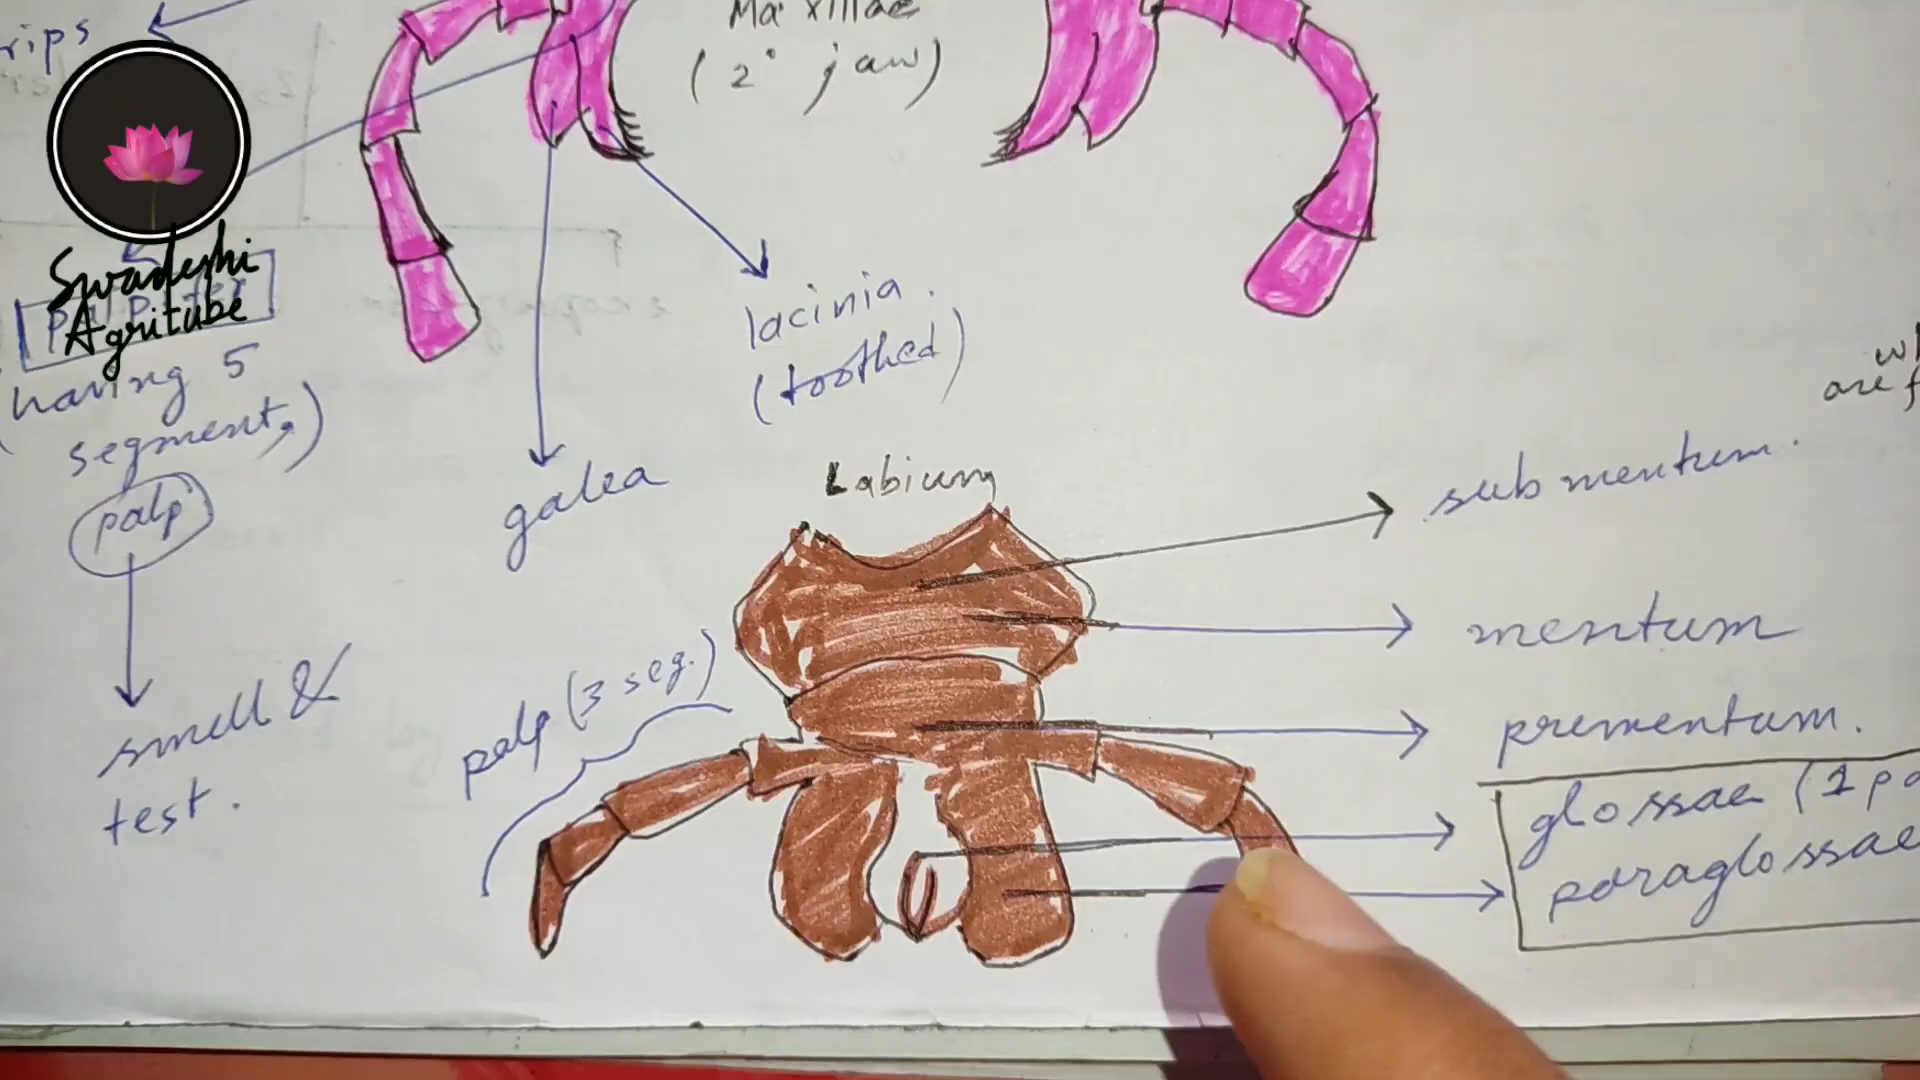 rips
Maxillae
(2° jaw)
Swadeshi
Agritube
(having 5
segment,)
palp
smell &
test.
lacinia.
(toothed)
galea
Labium
sub mentum.
mentum
prementum.
palp (3 seg.)
glossae (1 pa
paraglossae
are f